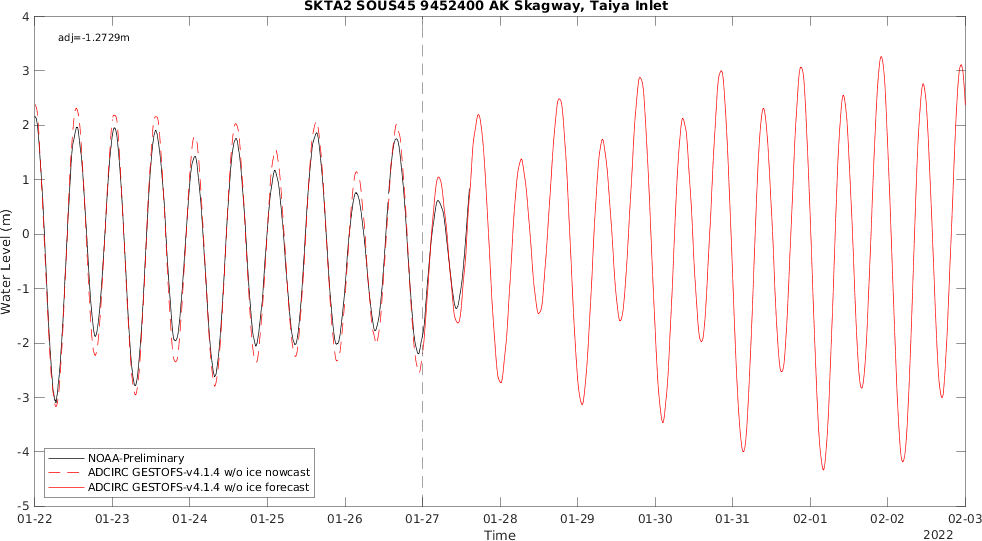 SKTA2 SOUS45 9452400 AK Skagway, Taiya Inlet
adj=-1.2729m
4
3
2
1
0
-1
-2
-3
-4
-5
Water Level (m)
NOAA-Preliminary
ADCIRC GESTOFS-v4.1.4 w/o ice nowcast
ADCIRC GESTOFS-v4.1.4 w/o ice forecast
01-22 01-23 01-24 01-25 01-26 01-27 01-28 01-29 01-30 01-31 02-01 02-02 02-03
Time
2022